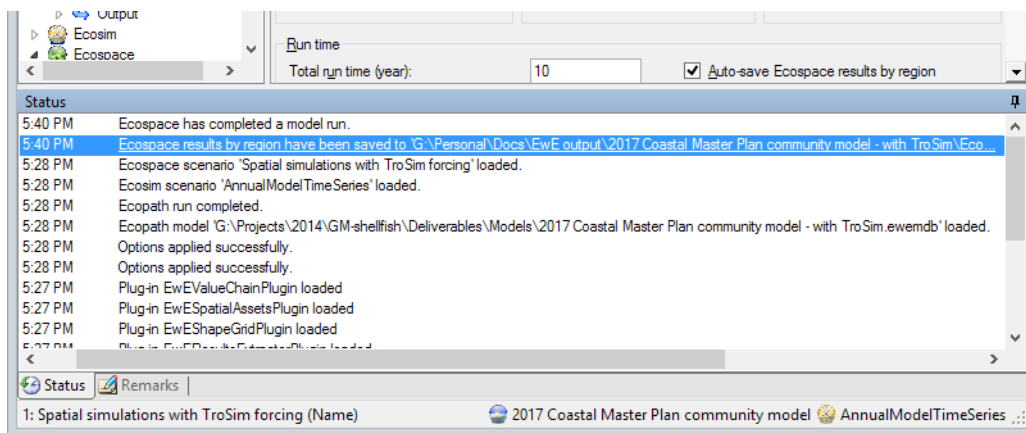 Output
Ecosim
Ecospace
Run time
Total run time (year):
10
Auto-save Ecospace results by region
Status
5:40 PM Ecospace has completed a model run.
5:40 PM Ecospace results by region have been saved to 'G:\Personal\Docs\EwE output\2017 Coastal Master Plan community model - with TroSim\Eco...
5:28 PM Ecospace scenario 'Spatial simulations with TroSim forcing' loaded.
5:28 PM Ecosim scenario 'AnnualModelTimeSeries' loaded.
5:28 PM Ecopath run completed.
5:28 PM Ecopath model 'G:\Projects\2014\GM-shellfish\Deliverables\Models\2017 Coastal Master Plan community model - with TroSim.ewemdb' loaded.
5:28 PM Options applied successfully.
5:28 PM Options applied successfully.
5:27 PM Plug-in EwEValueChainPlugin loaded
5:27 PM Plug-in EwESpatialAssetsPlugin loaded
5:27 PM Plug-in EwEShapeGridPlugin loaded
5:27 PM Plug-in EwEResultsExtractorPlugin loaded
Status
Remarks
1: Spatial simulations with TroSim forcing (Name)
2017 Coastal Master Plan community model
AnnualModelTimeSeries